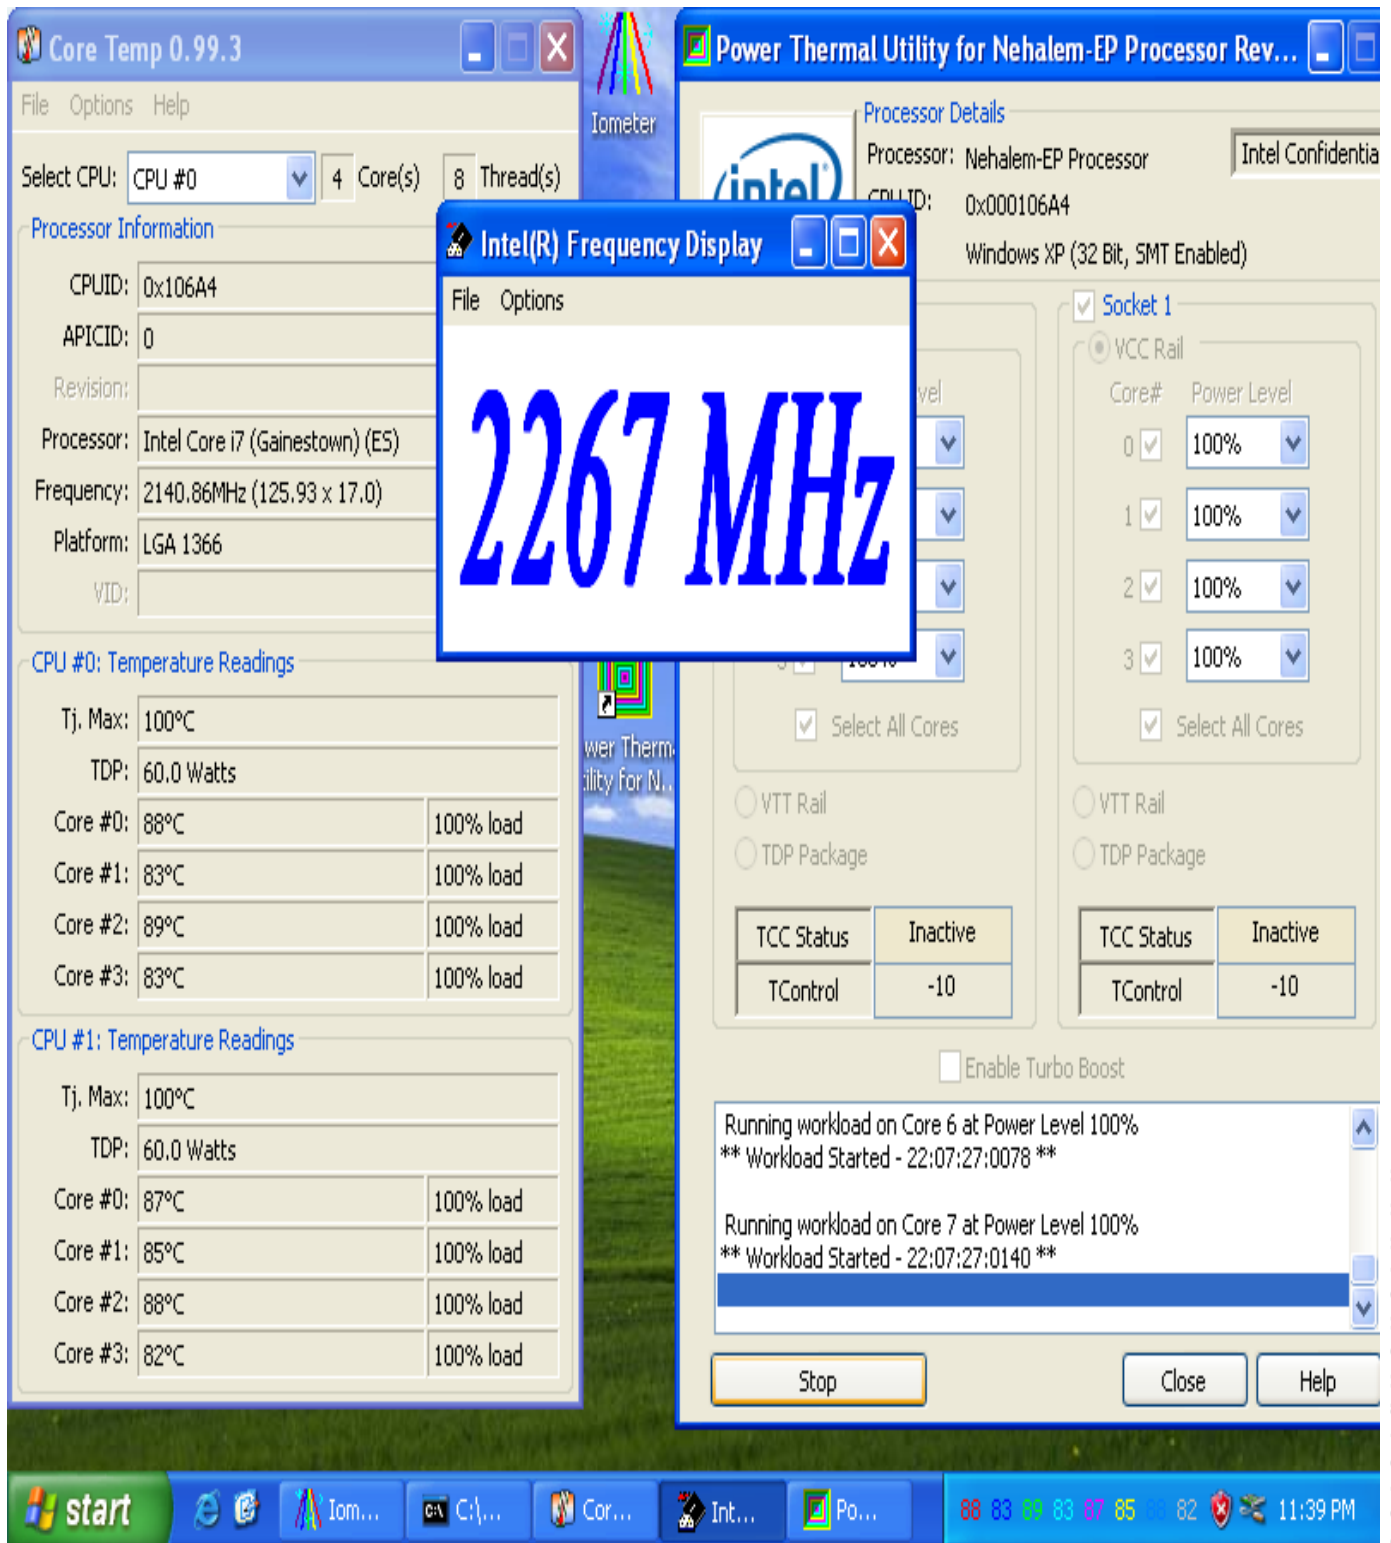 Core Temp 0.99.3
File Options Help
Select CPU: CPU #0 4 Core(s) 8 Thread(s)
Processor Information
CPUID: 0x106A4
APICID: 0
Revision:
Processor: Intel Core i7 (Gainestown) (ES)
Frequency: 2140.86MHz (125.93 x 17.0)
Platform: LGA 1366
VID:
CPU #0: Temperature Readings
Tj. Max: 100°C
TDP: 60.0 Watts
Core #0: 88°C 100% load
Core #1: 83°C 100% load
Core #2: 89°C 100% load
Core #3: 83°C 100% load
CPU #1: Temperature Readings
Tj. Max: 100°C
TDP: 60.0 Watts
Core #0: 87°C 100% load
Core #1: 85°C 100% load
Core #2: 88°C 100% load
Core #3: 82°C 100% load
Iometer
wer Therm
ility for N...
Intel(R) Frequency Display
File Options
2267 MHz
Power Thermal Utility for Nehalem-EP Processor Rev...
intel
Processor Details
Processor: Nehalem-EP Processor
Intel Confidentia
ID: 0x000106A4
Windows XP (32 Bit, SMT Enabled)
vel
Select All Cores
VTT Rail
TDP Package
TCC Status Inactive
TControl -10
Socket 1
VCC Rail
Core# Power Level
0 100%
1 100%
2 100%
3 100%
Select All Cores
VTT Rail
TDP Package
TCC Status Inactive
TControl -10
Enable Turbo Boost
Running workload on Core 6 at Power Level 100%
** Workload Started - 22:07:27:0078 **
Running workload on Core 7 at Power Level 100%
** Workload Started - 22:07:27:0140 **
Stop Close Help
start Iom... C:\ C:\... Cor... Int... Po... 88 83 89 83 87 85 88 82 11:39 PM